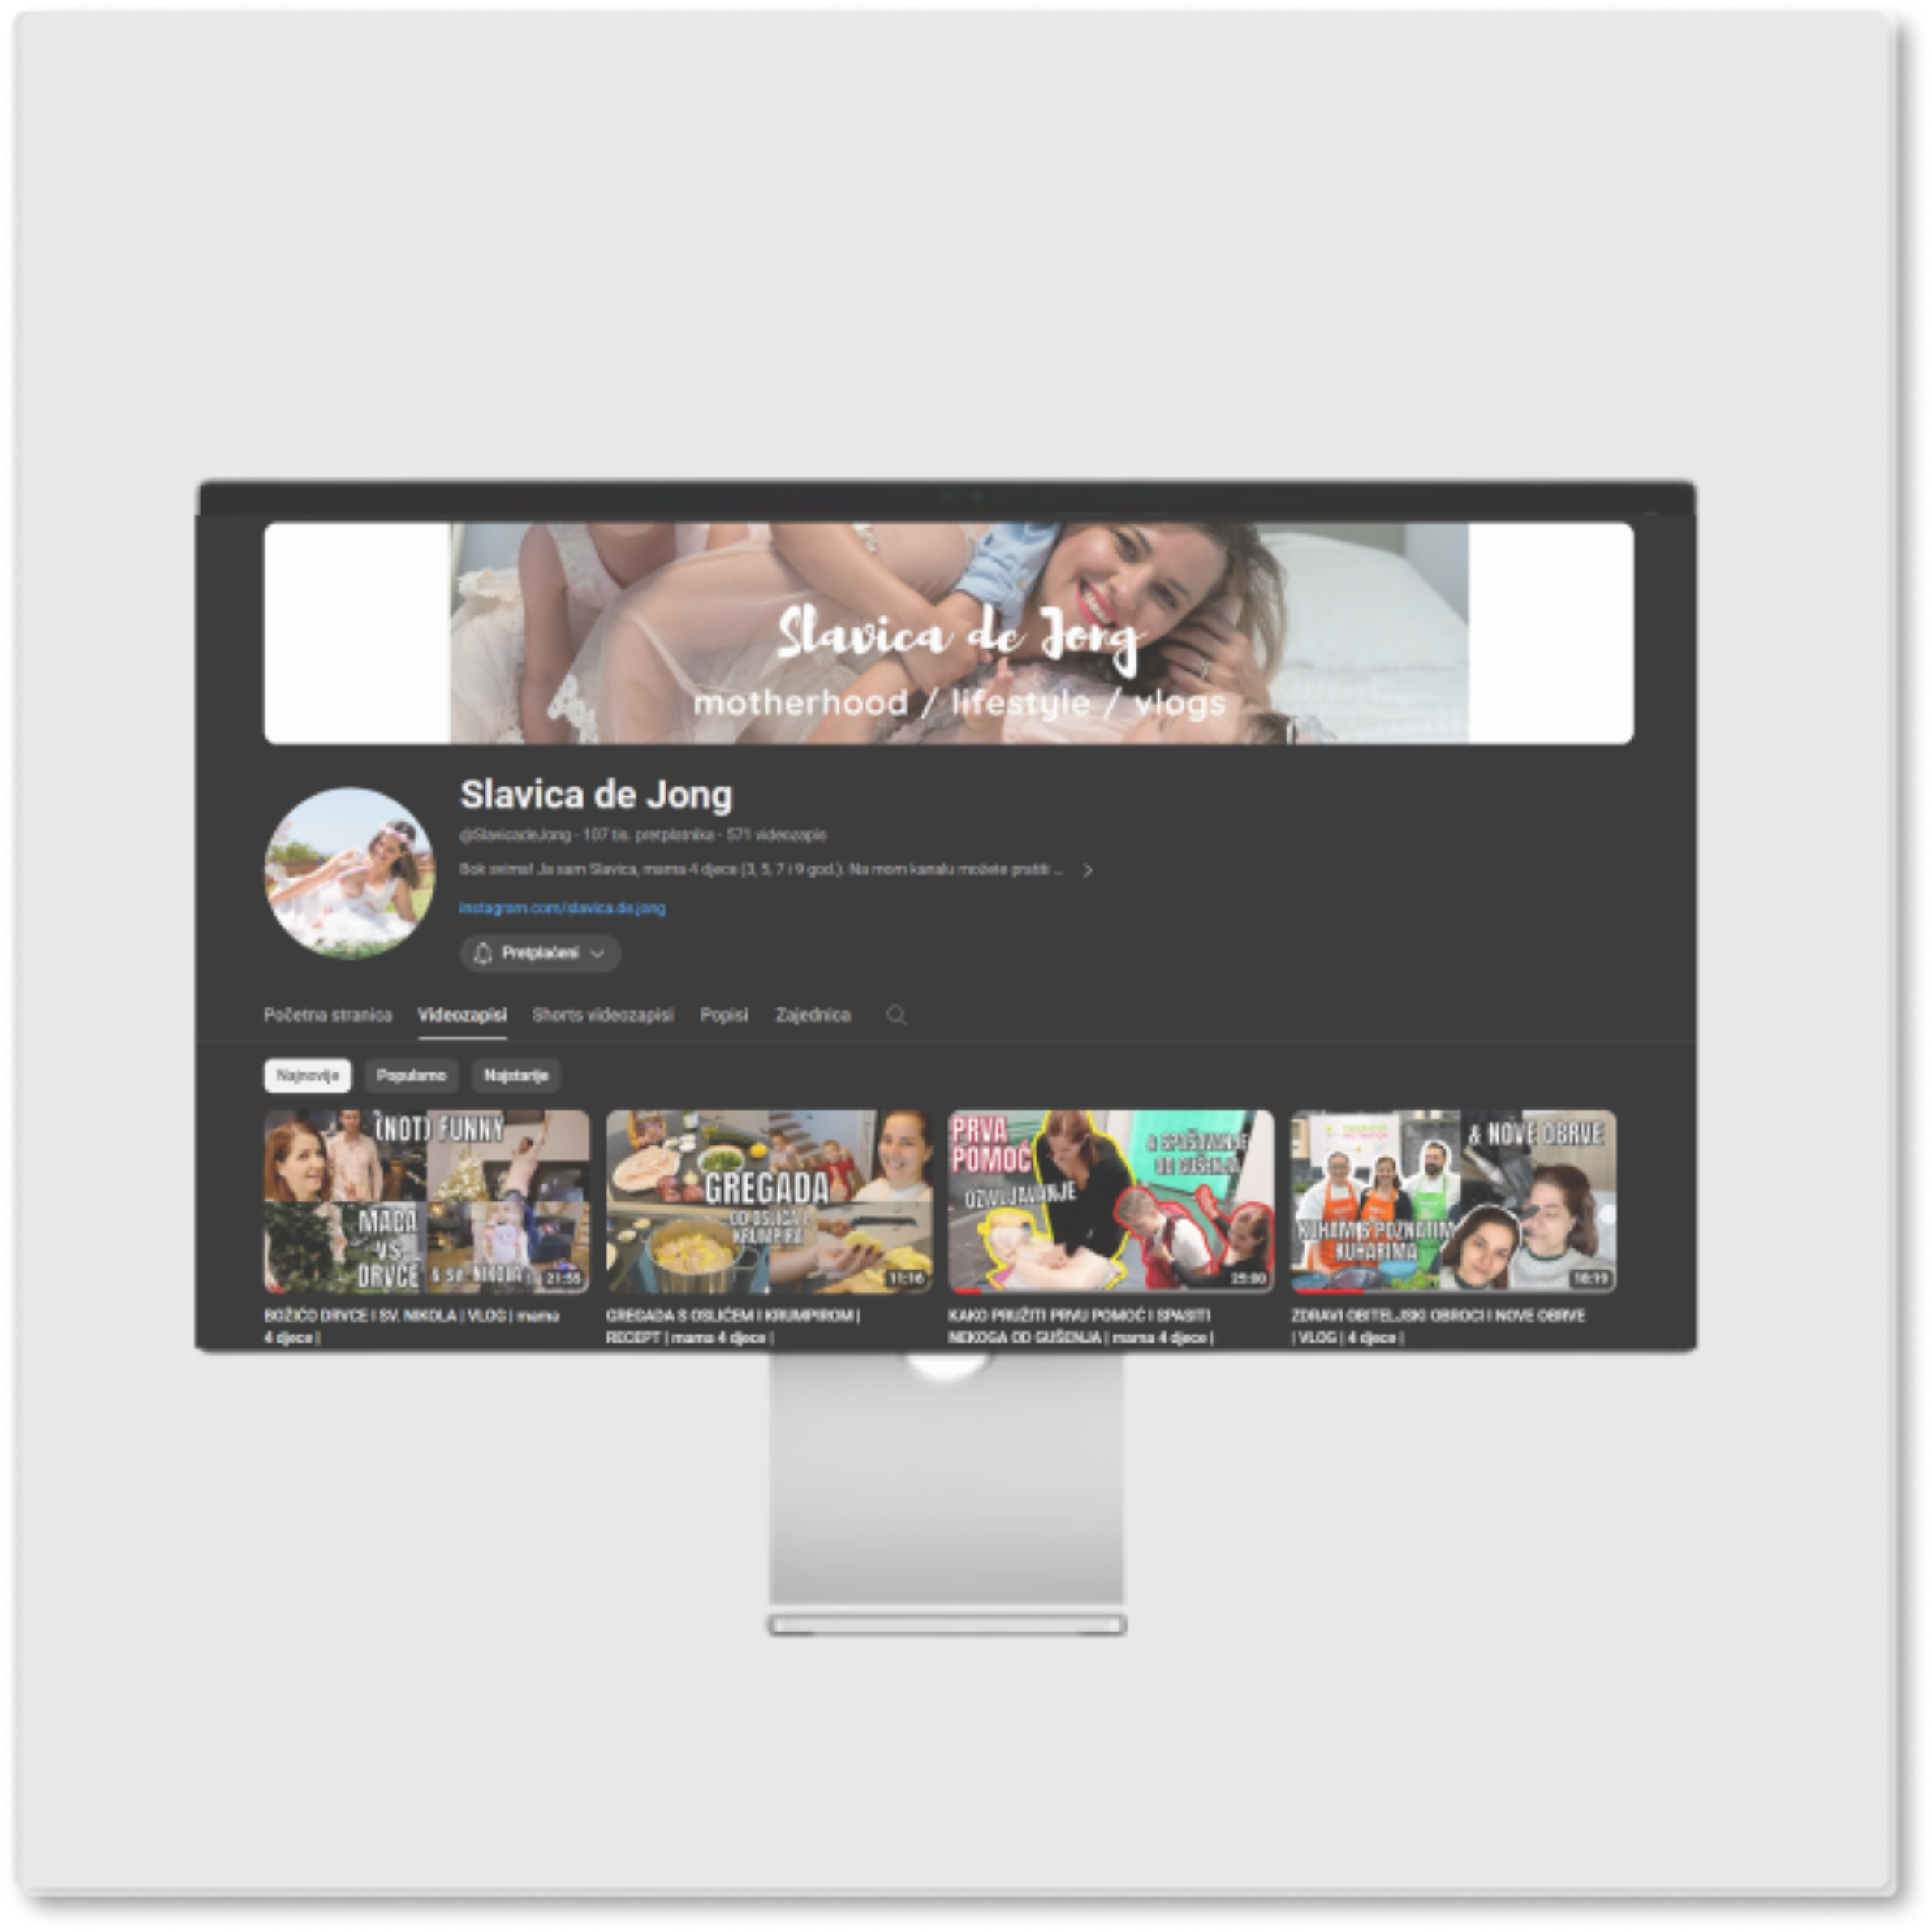 Slavica de Jong
motherhood / lifestyle / vlogs
Slavica de Jong
@SlavicadeJong · 107 tis. pretplatnika · 571 videozapis
Bok svima! Ja sam Slavica, mama 4 djece (3, 5, 7 i 9 god.). Na mom kanalu možete pratiti ...
instagram.com/slavica.de.jong
Pretplaćeni
Početna stranica Videozapisi Shorts videozapisi Popisi Zajednica
Najnovije Popularno Najstarije
(NOT) FUNNY
MACA
VS.
DRVCE & SV. NIKOLA
21:55
GREGADA
OD OSLIĆA I
KRUMPIRA
11:16
PRVA
POMOĆ
OŽIVLJAVANJE
& SPAŠAVANJE
OD GUŠENJA
25:00
& NOVE OBRVE
KUHAM S POZNATIM
KUHARIMA
18:19
BOŽIĆO DRVCE I SV. NIKOLA | VLOG | mama
4 djece |
GREGADA S OSLIĆEM I KRUMPIROM |
RECEPT | mama 4 djece |
KAKO PRUŽITI PRVU POMOĆ I SPASITI
NEKOGA OD GUŠENJA | mama 4 djece |
ZDRAVI OBITELJSKI OBROCI I NOVE OBRVE
| VLOG | 4 djece |